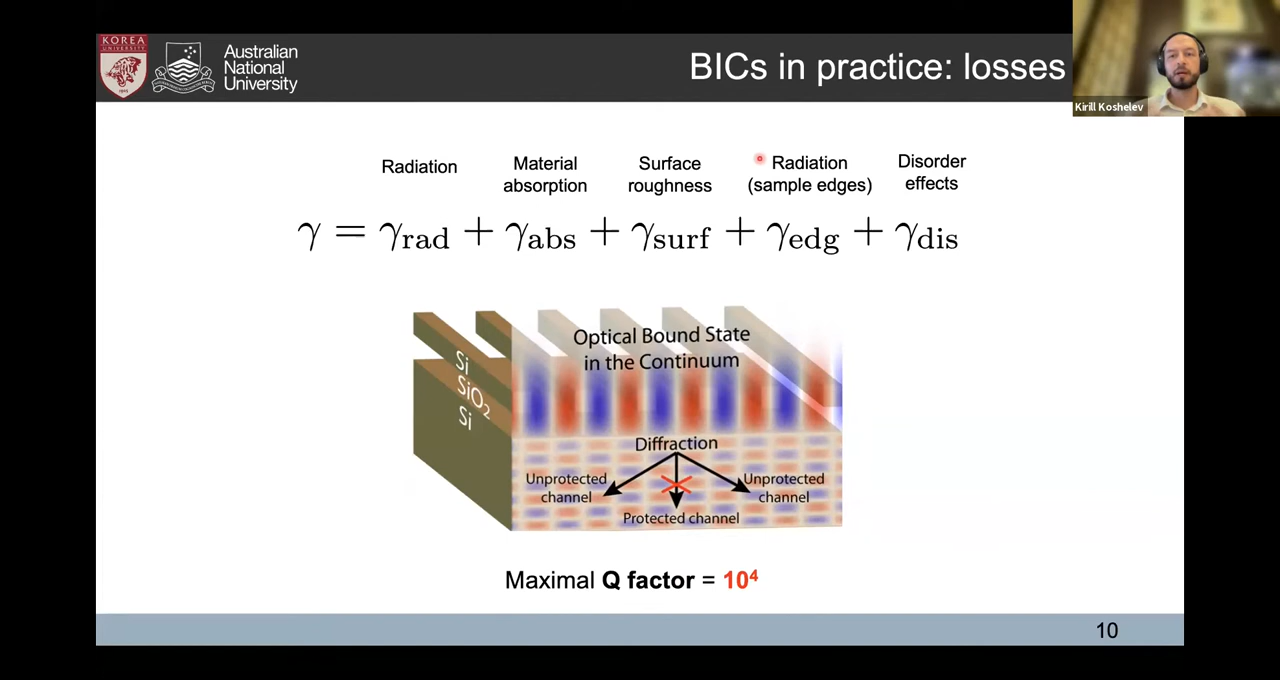 KOREA
UNIVERSITY
Australian
National
University
BICs in practice: losses
Kirill Koshelev
Radiation
Material
absorption
Surface
roughness
Radiation
(sample edges)
Disorder
effects
γ = γrad + γabs + γsurf + γedg + γdis
Optical Bound State
in the Continuum
Si
SiO₂
Si
Diffraction
Unprotected
channel
Unprotected
channel
Protected channel
Maximal Q factor = 10⁴
10